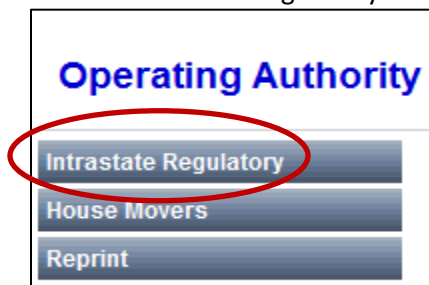 Operating Authority
Intrastate Regulatory
House Movers
Reprint